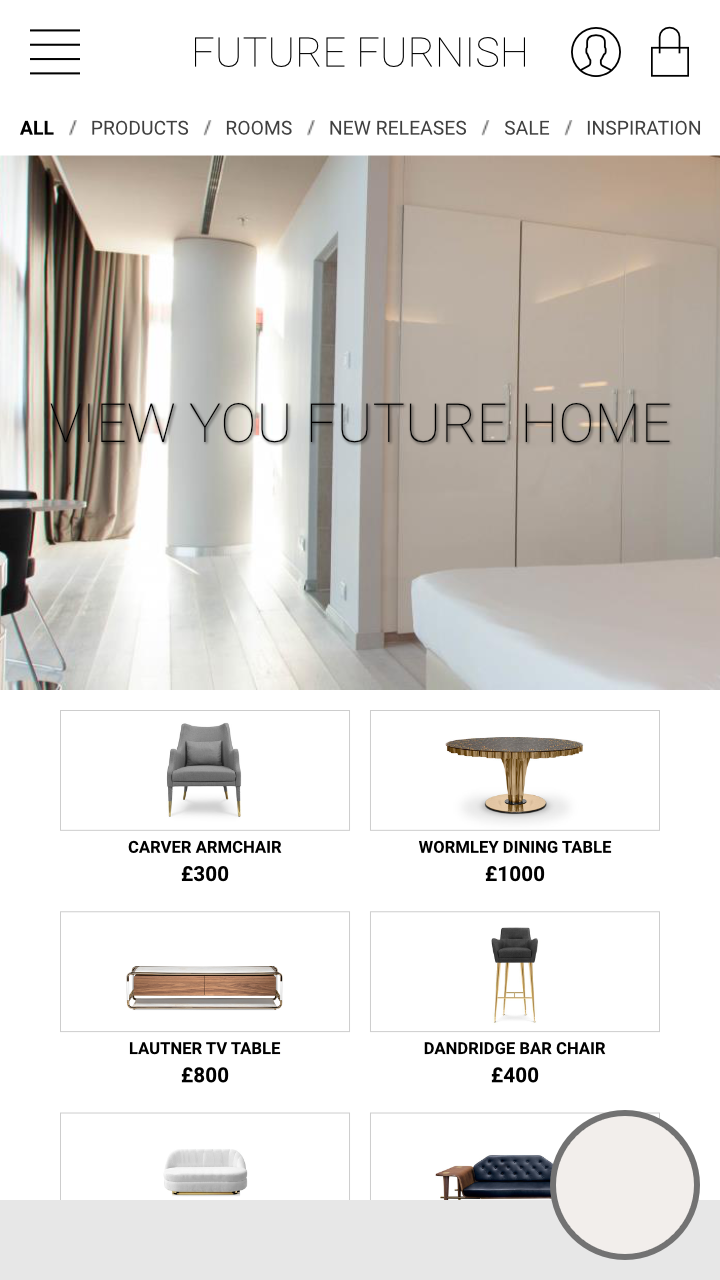 FUTURE FURNISH
ALL / PRODUCTS / ROOMS / NEW RELEASES / SALE / INSPIRATION
VIEW YOU FUTURE HOME
CARVER ARMCHAIR
£300
WORMLEY DINING TABLE
£1000
LAUTNER TV TABLE
£800
DANDRIDGE BAR CHAIR
£400